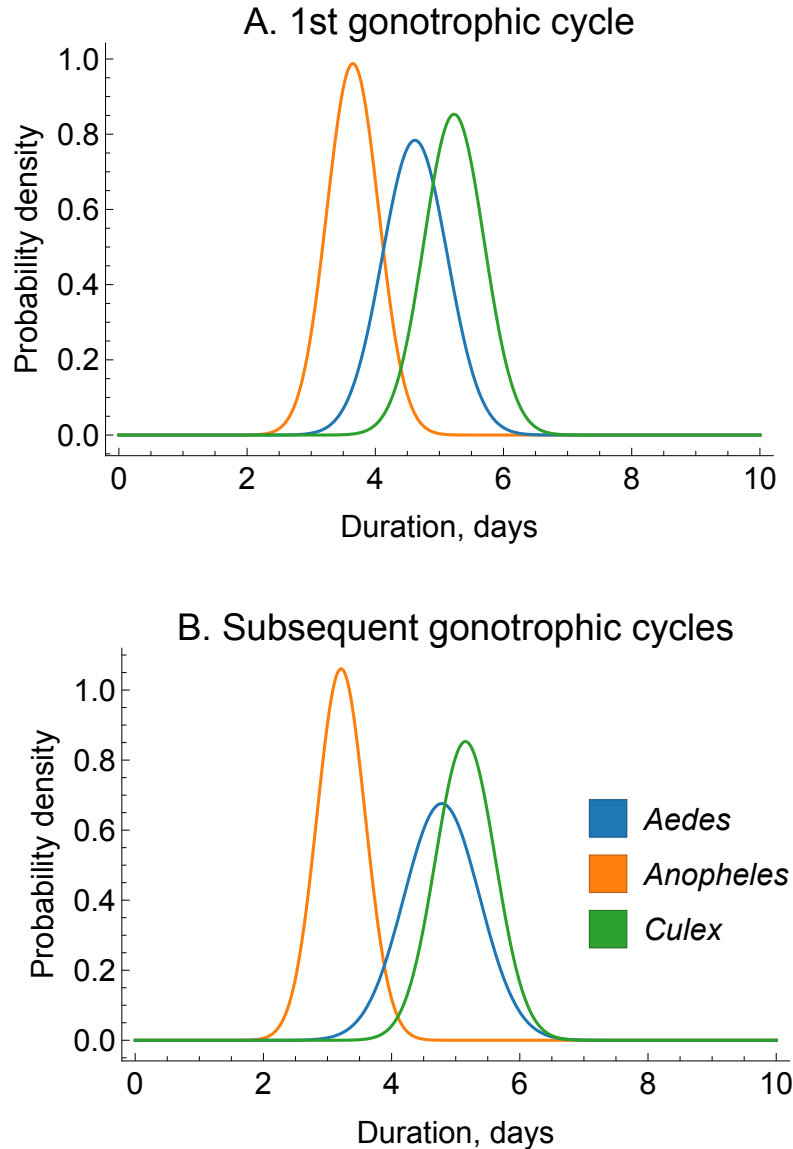 A. 1st gonotrophic cycle
Probability density
1.0
0.8
0.6
0.4
0.2
0.0
0 2 4 6 8 10
Duration, days
B. Subsequent gonotrophic cycles
Probability density
1.0
0.8
0.6
0.4
0.2
0.0
Aedes
Anopheles
Culex
0 2 4 6 8 10
Duration, days